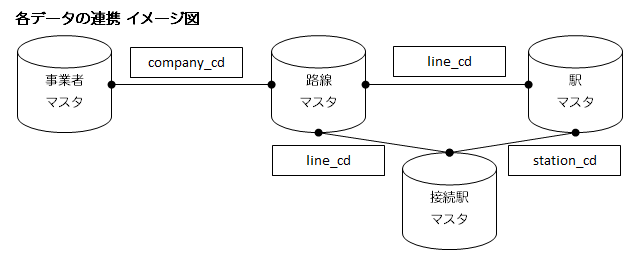 各データの連携 イメージ図
事業者
マスタ
company_cd
路線
マスタ
line_cd
駅
マスタ
line_cd
station_cd
接続駅
マスタ